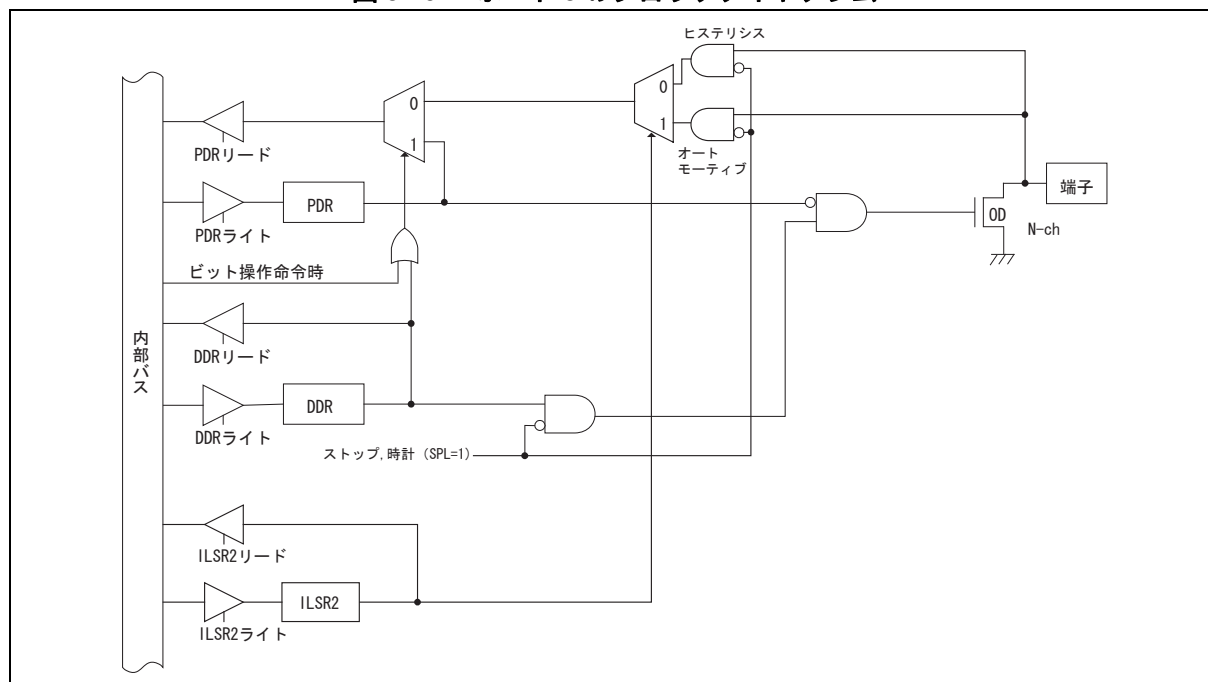 ヒステリシス
0
0
1
1
PDRリード
オート
モーティブ
端子
PDR
OD
PDRライト
N-ch
ビット操作命令時
内部バス
DDRリード
DDR
DDRライト
ストップ,時計 (SPL=1)
ILSR2リード
ILSR2
ILSR2ライト